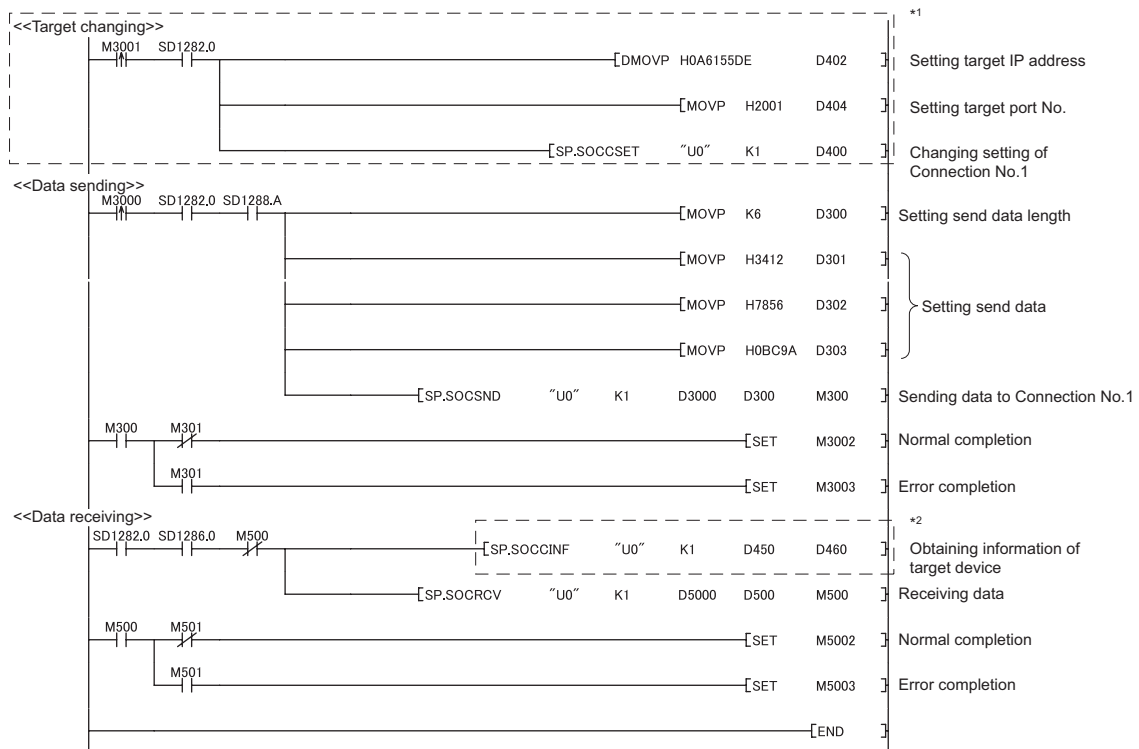 *1
<<Target changing>>
M3001 SD1282.0
[DMOVP H0A6155DE D402 ] Setting target IP address
[MOVP H2001 D404 ] Setting target port No.
[SP.SOCCSET "U0" K1 D400 ] Changing setting of
Connection No.1
<<Data sending>>
M3000 SD1282.0 SD1288.A
[MOVP K6 D300 ] Setting send data length
[MOVP H3412 D301 ]
[MOVP H7856 D302 ] Setting send data
[MOVP H0BC9A D303 ]
[SP.SOCSND "U0" K1 D3000 D300 M300 ] Sending data to Connection No.1
M300 M301
[SET M3002 ] Normal completion
M301
[SET M3003 ] Error completion
<<Data receiving>>
*2
SD1282.0 SD1286.0 M500
[SP.SOCCINF "U0" K1 D450 D460 ] Obtaining information of
target device
[SP.SOCRCV "U0" K1 D5000 D500 M500 ] Receiving data
M500 M501
[SET M5002 ] Normal completion
M501
[SET M5003 ] Error completion
[END ]